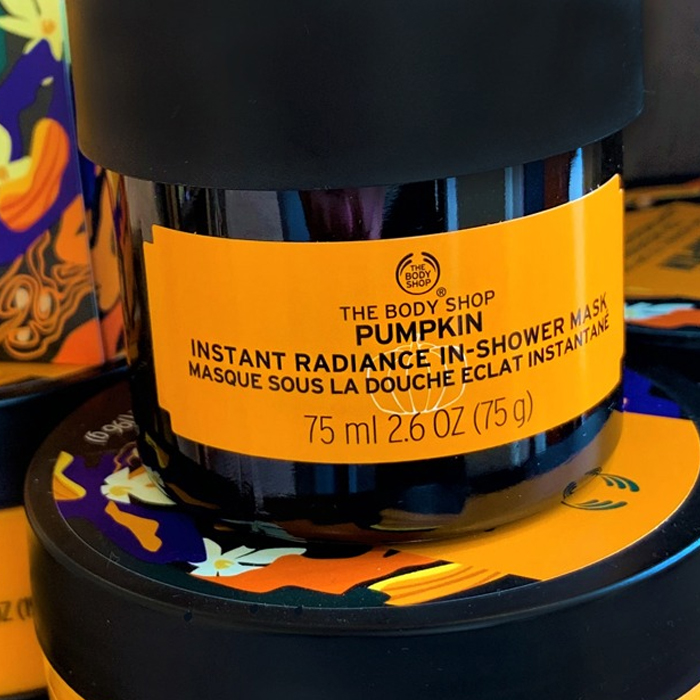 THE
BODY
SHOP
®
THE BODY SHOP
PUMPKIN
INSTANT RADIANCE IN-SHOWER MASK
MASQUE SOUS LA DOUCHE ECLAT INSTANTANÉ
75 ml 2.6 OZ (75 g)